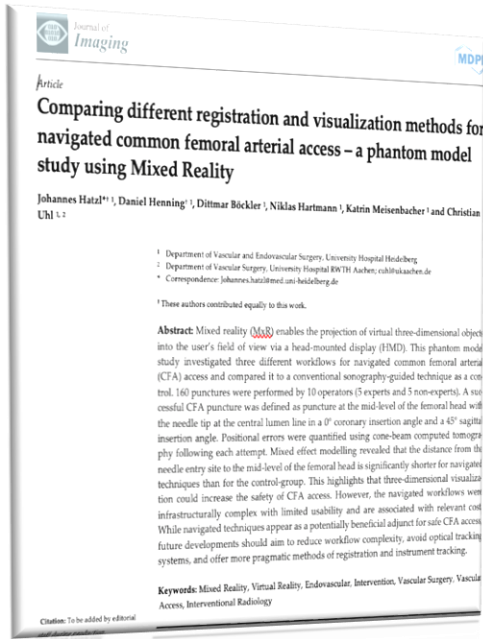 Journal of
Imaging
MDPI
Article
Comparing different registration and visualization methods for
navigated common femoral arterial access – a phantom model
study using Mixed Reality
Johannes Hatzl*† 1, Daniel Henning† 1, Dittmar Böckler 1, Niklas Hartmann 1, Katrin Meisenbacher 1 and Christian
Uhl 1, 2
1 Department of Vascular and Endovascular Surgery, University Hospital Heidelberg
2 Department of Vascular Surgery, University Hospital RWTH Aachen; cuhl@ukaachen.de
* Correspondence: Johannes.hatzl@med.uni-heidelberg.de
† These authors contributed equally to this work.
Abstract: Mixed reality (MxR) enables the projection of virtual three-dimensional object
into the user's field of view via a head-mounted display (HMD). This phantom mode
study investigated three different workflows for navigated common femoral arteria
(CFA) access and compared it to a conventional sonography-guided technique as a con
trol. 160 punctures were performed by 10 operators (5 experts and 5 non-experts). A suc
cessful CFA puncture was defined as puncture at the mid-level of the femoral head wit
the needle tip at the central lumen line in a 0° coronary insertion angle and a 45° sagitta
insertion angle. Positional errors were quantified using cone-beam computed tomogra
phy following each attempt. Mixed effect modelling revealed that the distance from the
needle entry site to the mid-level of the femoral head is significantly shorter for navigated
techniques than for the control-group. This highlights that three-dimensional visualiza
tion could increase the safety of CFA access. However, the navigated workflows were
infrastructurally complex with limited usability and are associated with relevant cost
While navigated techniques appear as a potentially beneficial adjunct for safe CFA access
future developments should aim to reduce workflow complexity, avoid optical tracking
systems, and offer more pragmatic methods of registration and instrument tracking.
Keywords: Mixed Reality, Virtual Reality, Endovascular, Intervention, Vascular Surgery, Vascula
Access, Interventional Radiology
Citation: To be added by editorial